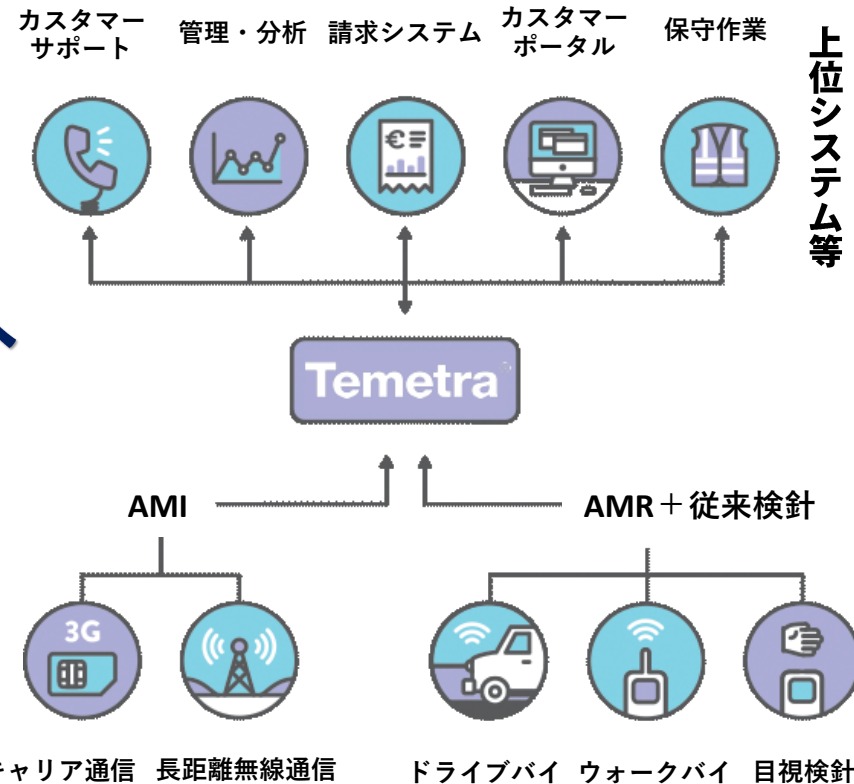 カスタマー
サポート
管理・分析
請求システム
カスタマー
ポータル
保守作業
上位システム等
€
Temetra
AMI
AMR＋従来検針
3G
キャリア通信
長距離無線通信
ドライブバイ
ウォークバイ
目視検針